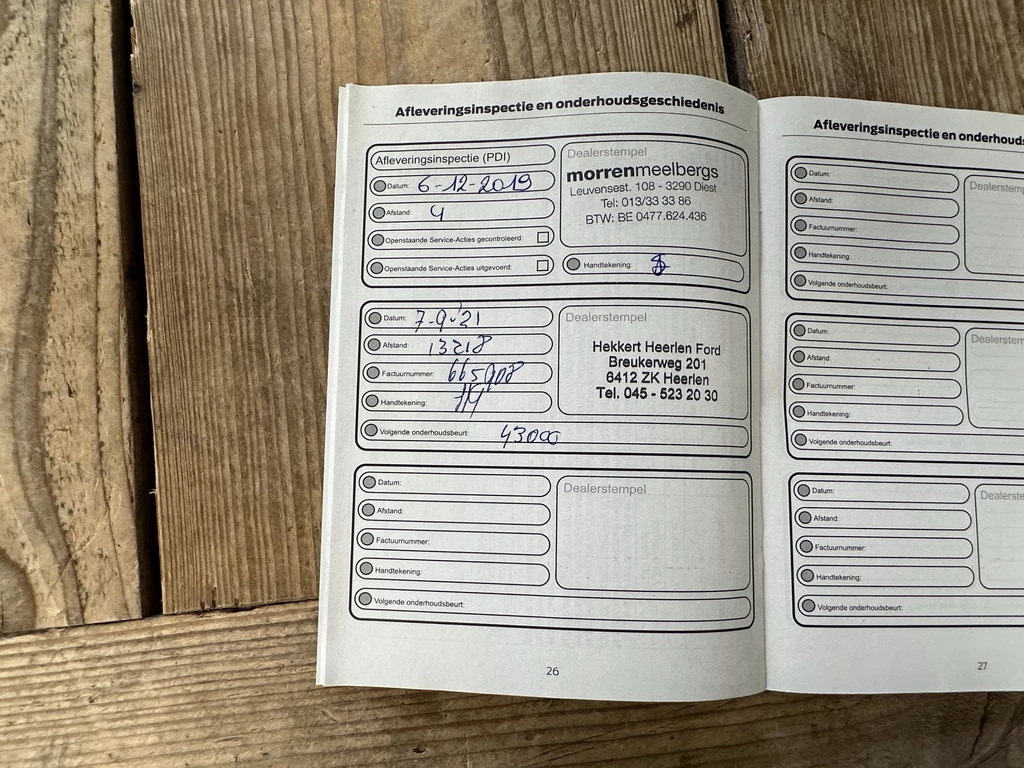 Afleveringsinspectie en onderhoudsgeschiedenis
Afleveringsinspectie (PDI)
Datum: 6-12-2019
Afstand: 4
Openstaande Service-Acties gecontroleerd:
Openstaande Service-Acties uitgevoerd:
Dealerstempel
morrenmeelbergs
Leuvensest. 108 - 3290 Diest
Tel: 013/33 33 86
BTW: BE 0477.624.436
Handtekening:
Datum: 7-9-'21
Afstand: 13218
Factuurnummer:
Handtekening:
Dealerstempel
Hekkert Heerlen Ford
Breukerweg 201
6412 ZK Heerlen
Tel. 045 - 523 20 30
Volgende onderhoudsbeurt: 43000
Datum:
Afstand:
Factuurnummer:
Handtekening:
Dealerstempel
Volgende onderhoudsbeurt:
26
Afleveringsinspectie en onderhouds
Datum:
Afstand:
Factuurnummer:
Handtekening:
Dealerstemp
Volgende onderhoudsbeurt:
Datum:
Afstand:
Factuurnummer:
Handtekening:
Dealerstem
Volgende onderhoudsbeurt:
Datum:
Afstand:
Factuurnummer:
Handtekening:
Dealerste
Volgende onderhoudsbeurt:
27